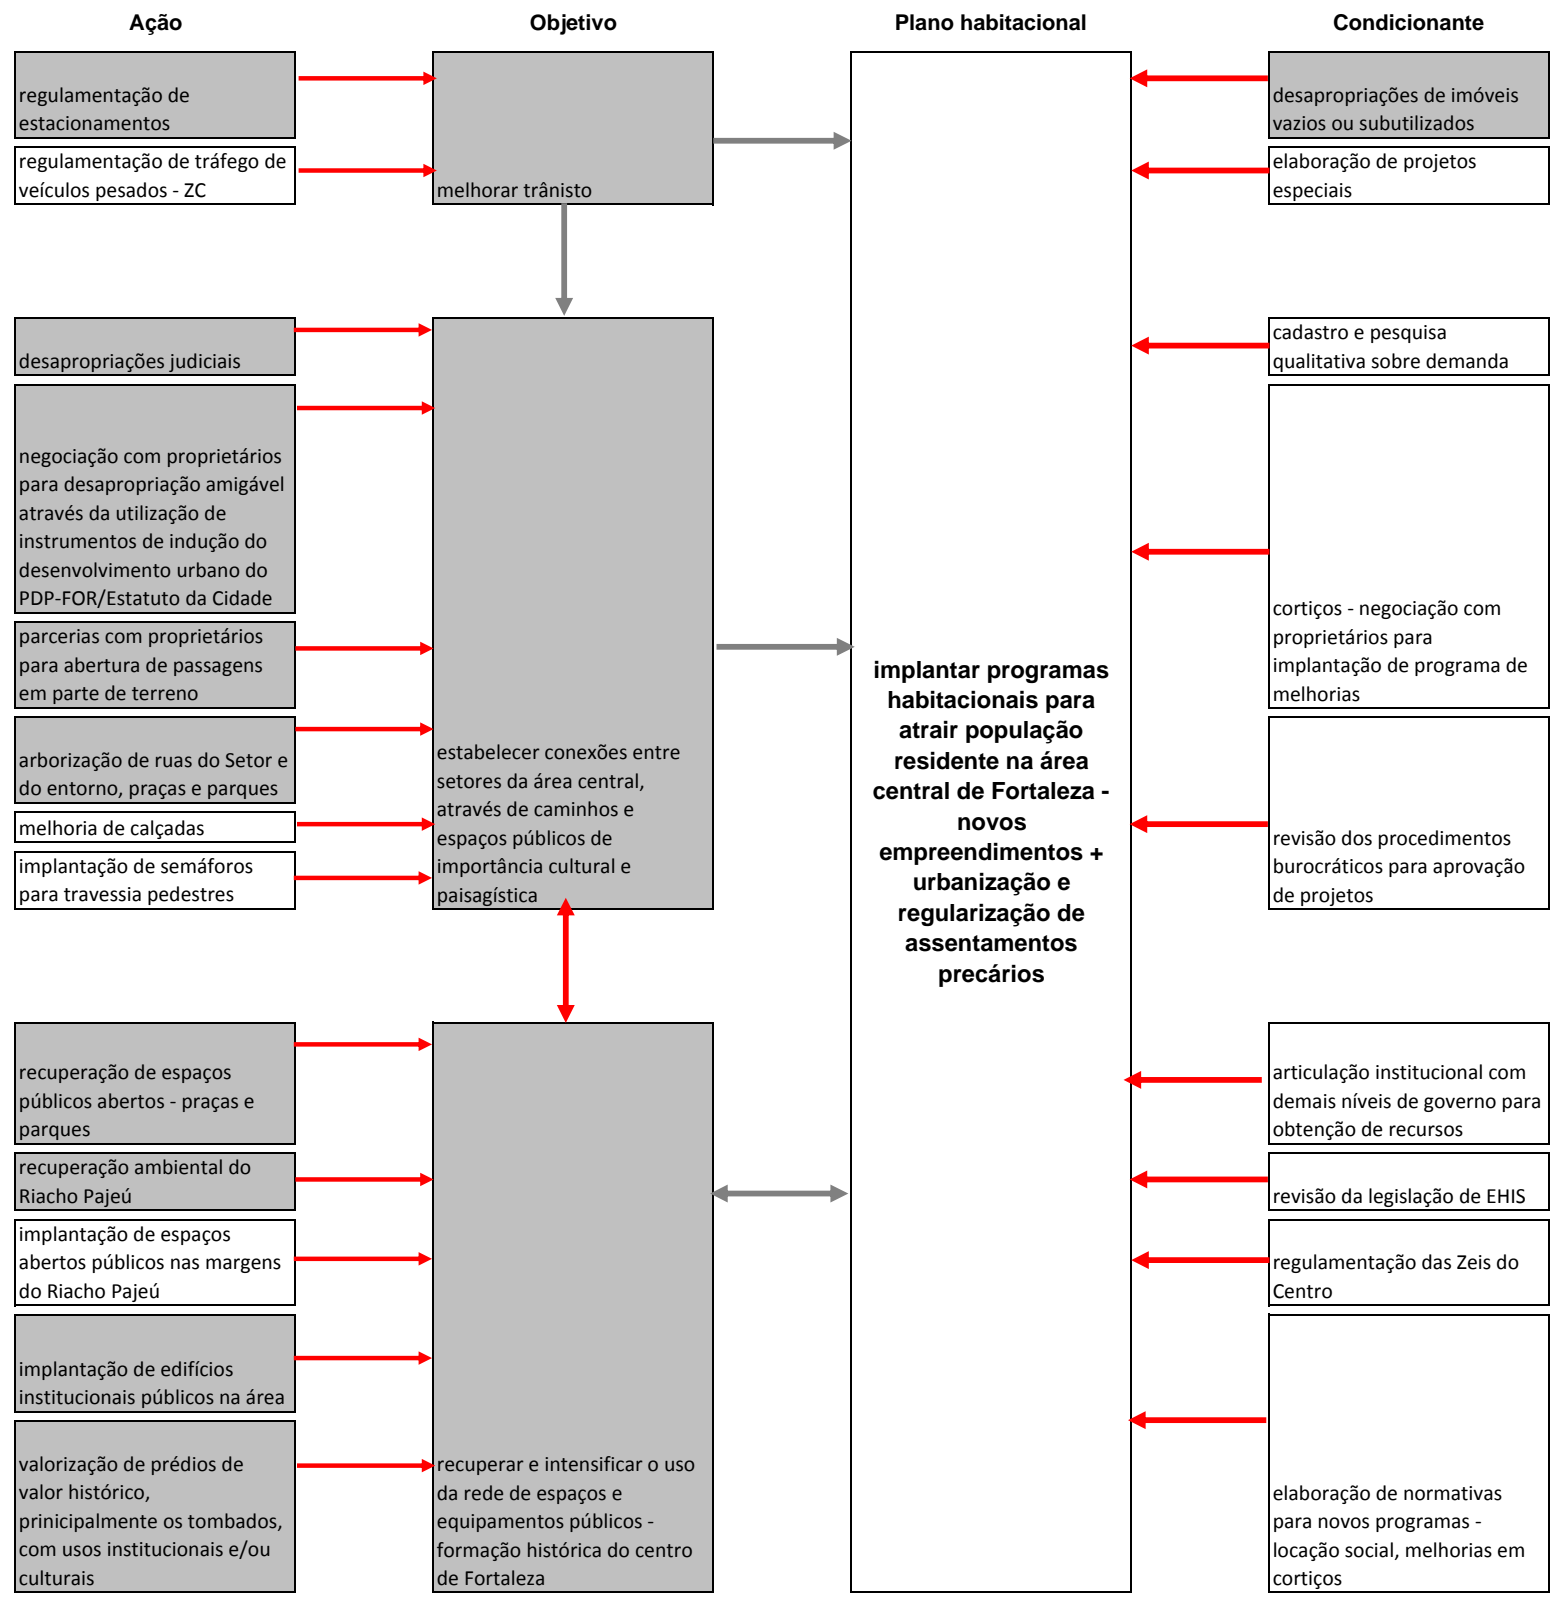 Ação
Objetivo
Plano habitacional
Condicionante
regulamentação de
estacionamentos
regulamentação de tráfego de
veículos pesados - ZC
melhorar trânisto
desapropriações de imóveis
vazios ou subutilizados
elaboração de projetos
especiais
desapropriações judiciais
negociação com proprietários
para desapropriação amigável
através da utilização de
instrumentos de indução do
desenvolvimento urbano do
PDP-FOR/Estatuto da Cidade
parcerias com proprietários
para abertura de passagens
em parte de terreno
arborização de ruas do Setor e
do entorno, praças e parques
melhoria de calçadas
implantação de semáforos
para travessia pedestres
estabelecer conexões entre
setores da área central,
através de caminhos e
espaços públicos de
importância cultural e
paisagística
implantar programas
habitacionais para
atrair população
residente na área
central de Fortaleza -
novos
empreendimentos +
urbanização e
regularização de
assentamentos
precários
cadastro e pesquisa
qualitativa sobre demanda
cortiços - negociação com
proprietários para
implantação de programa de
melhorias
revisão dos procedimentos
burocráticos para aprovação
de projetos
recuperação de espaços
públicos abertos - praças e
parques
recuperação ambiental do
Riacho Pajeú
implantação de espaços
abertos públicos nas margens
do Riacho Pajeú
implantação de edifícios
institucionais públicos na área
valorização de prédios de
valor histórico,
prinicipalmente os tombados,
com usos institucionais e/ou
culturais
recuperar e intensificar o uso
da rede de espaços e
equipamentos públicos -
formação histórica do centro
de Fortaleza
articulação institucional com
demais níveis de governo para
obtenção de recursos
revisão da legislação de EHIS
regulamentação das Zeis do
Centro
elaboração de normativas
para novos programas -
locação social, melhorias em
cortiços